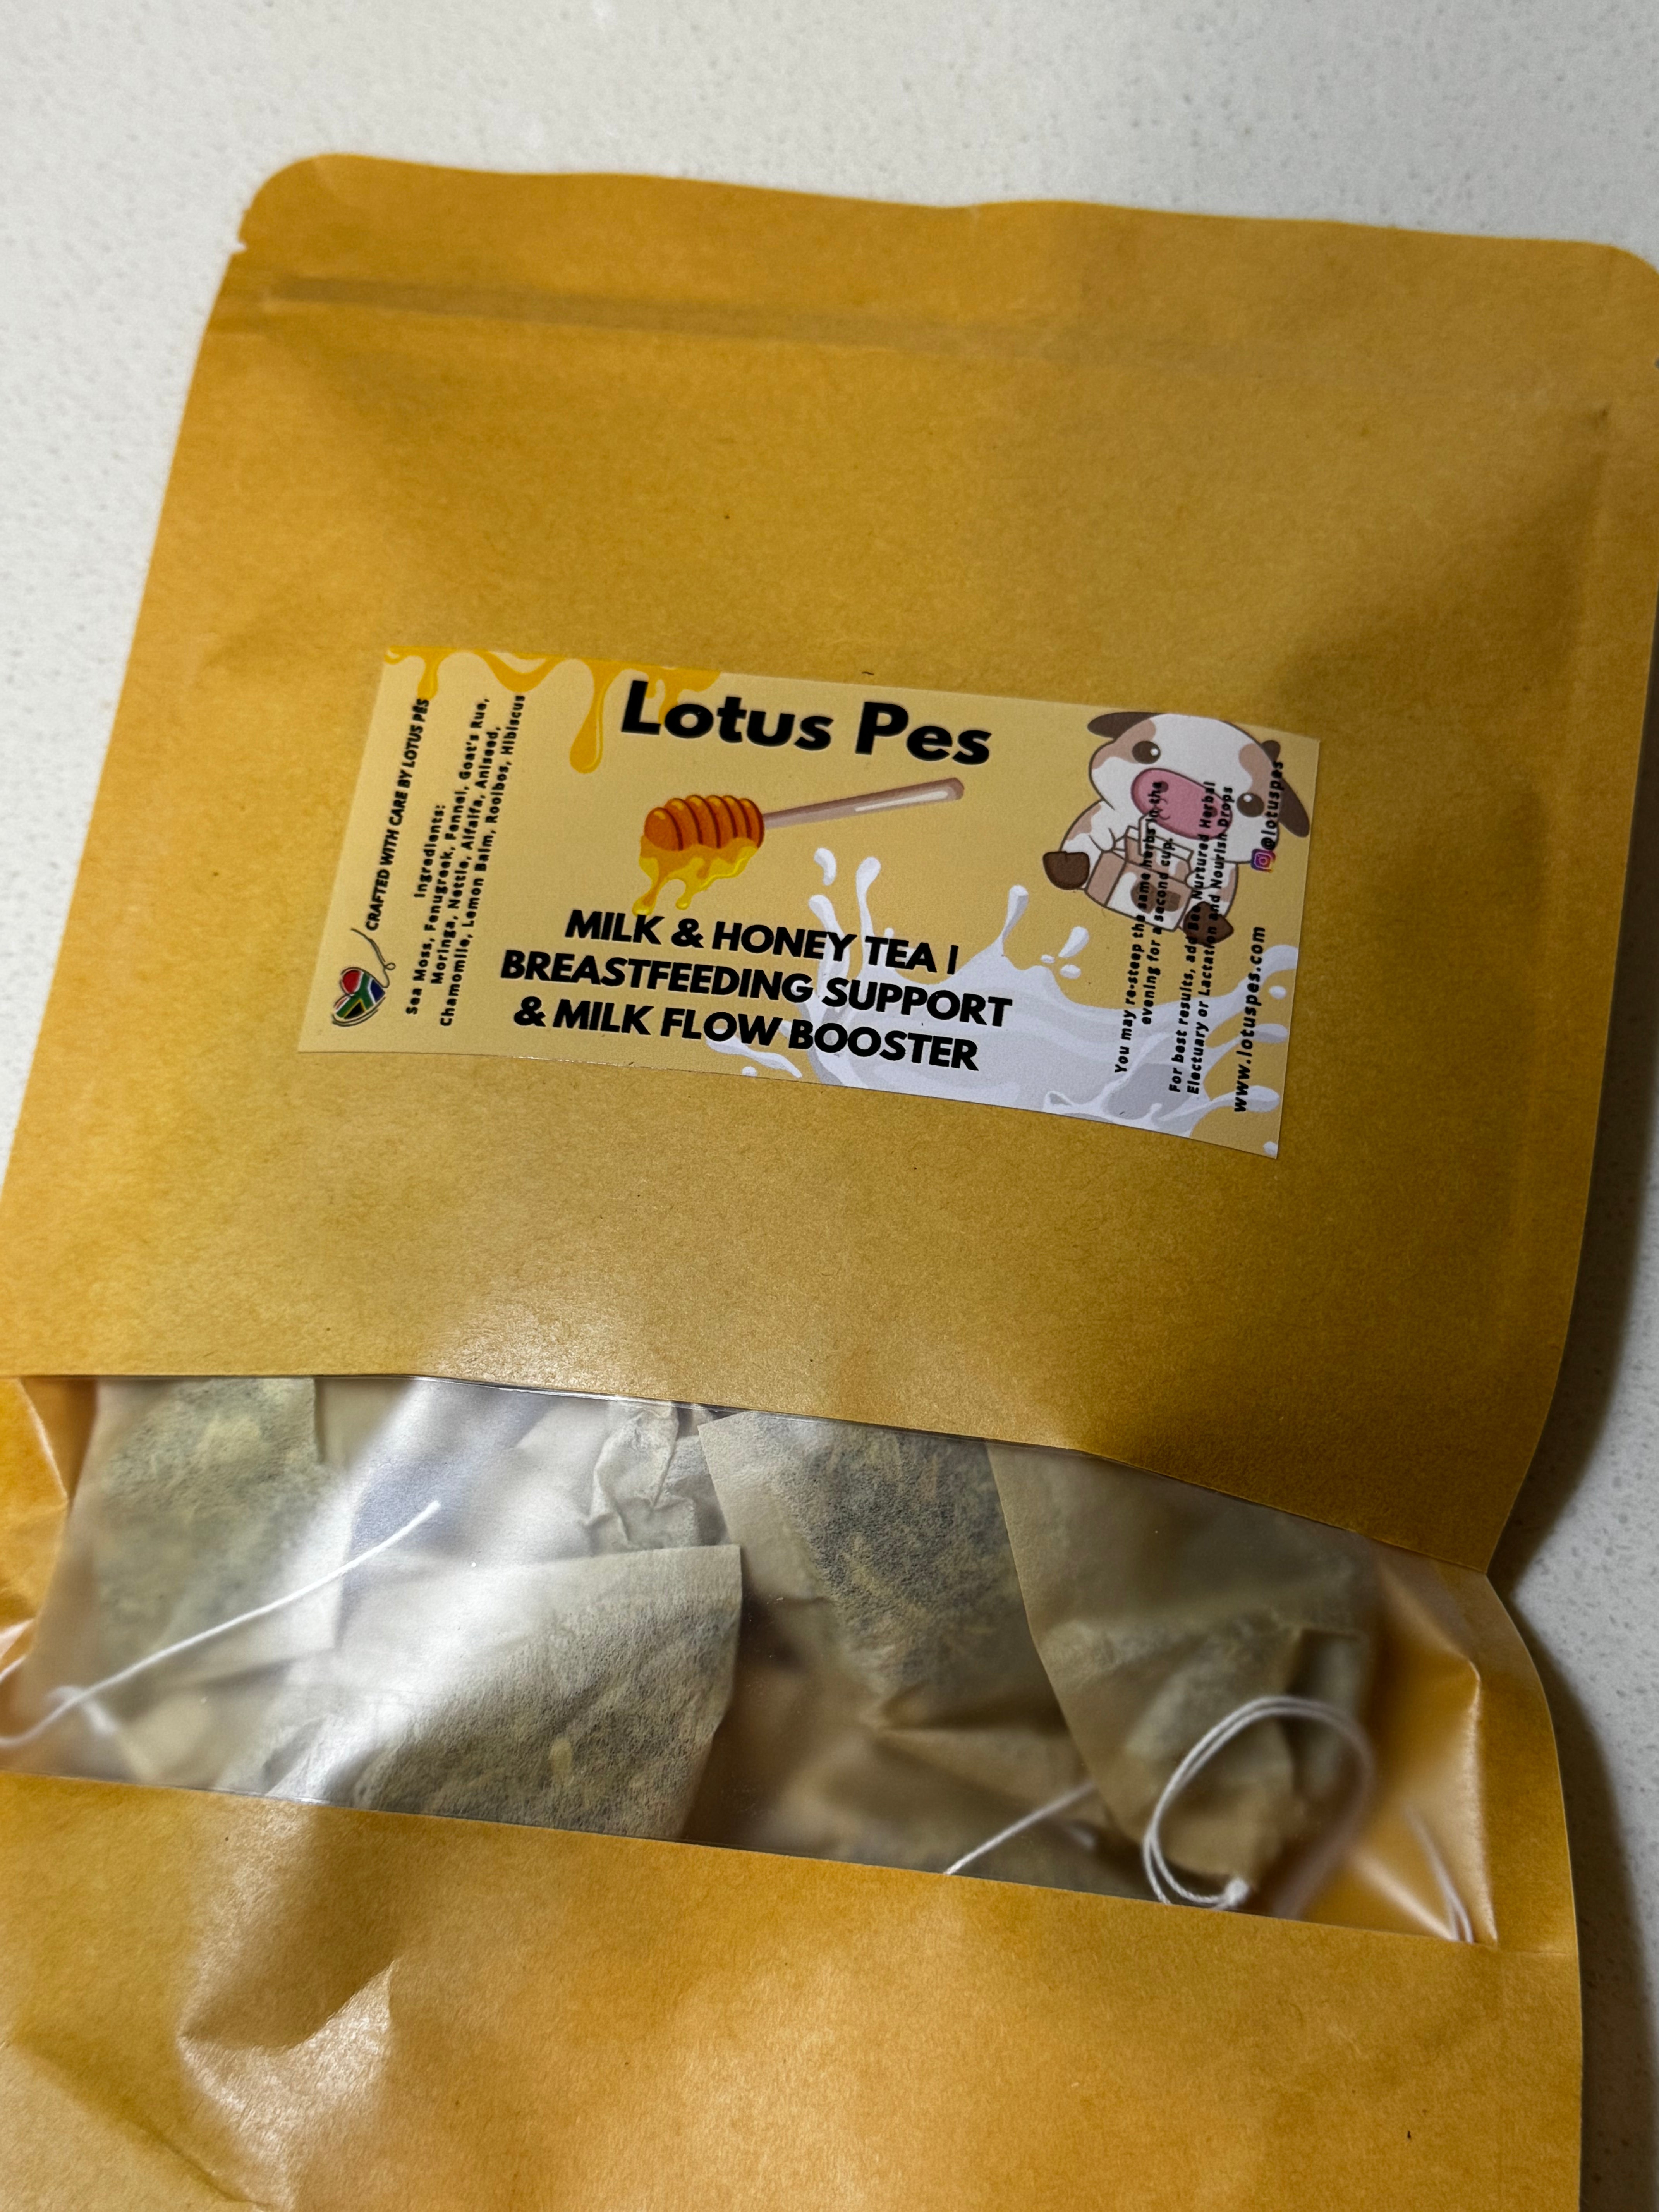 CRAFTED WITH CARE BY LOTUS PĒS
Ingredients:
Sea Moss, Fenugreek, Fennel, Goat's Rue,
Moringa, Nettle, Alfalfa, Aniseed,
Chamomile, Lemon Balm, Rooibos, Hibiscus
Lotus Pes
MILK & HONEY TEA |
BREASTFEEDING SUPPORT
& MILK FLOW BOOSTER
You may re-steep the same herbs in the
evening for a second cup.
For best results, add Bee Nurtured Herbal
Electuary or Lactation and Nourish Drops
www.lotuspes.com
@lotuspes